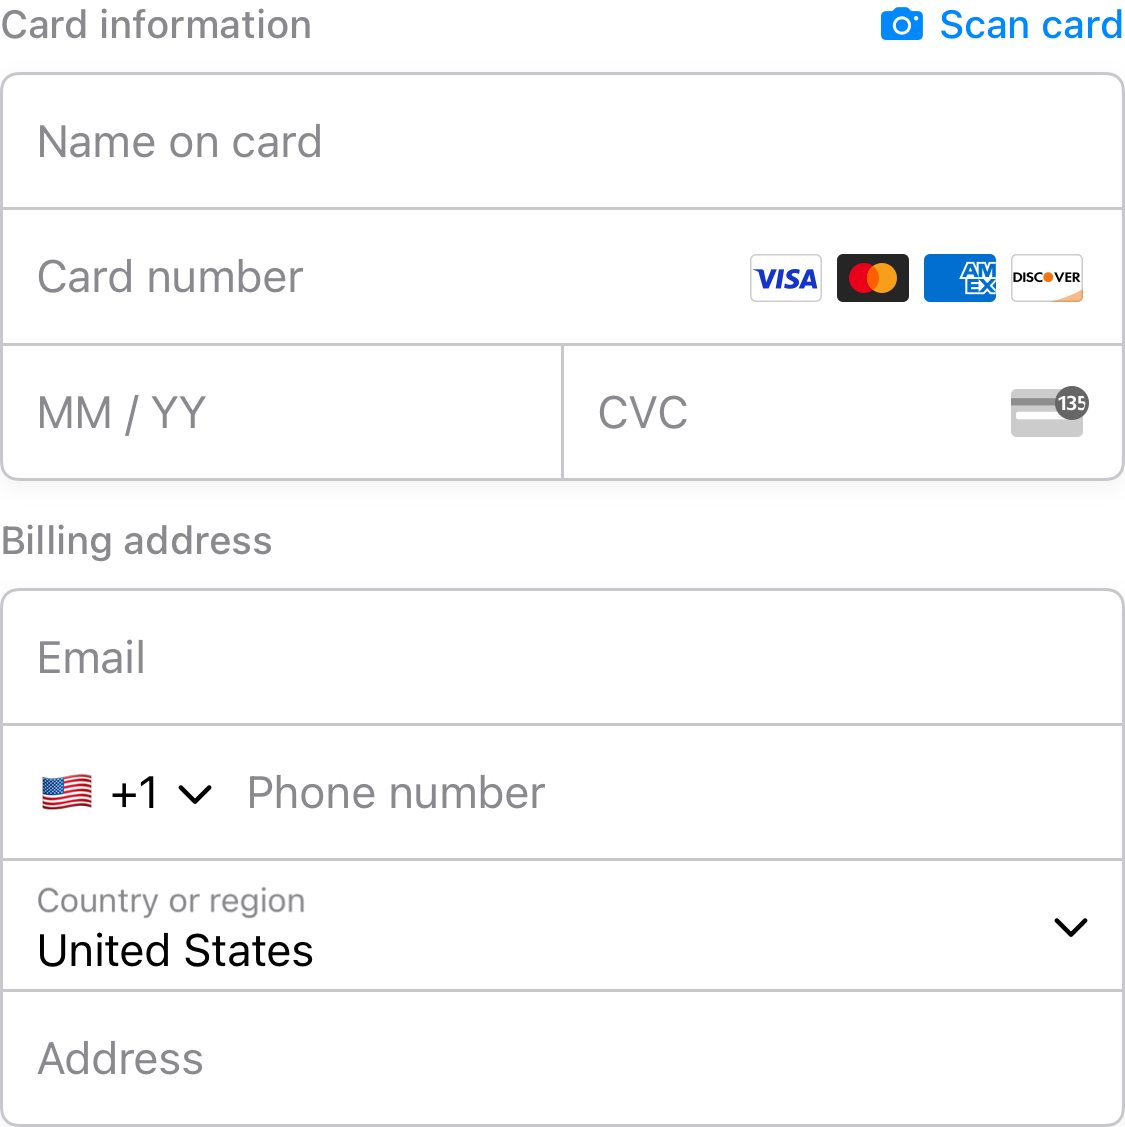 Card information
Scan card
Name on card
Card number
VISA
AM
EX
DISCOVER
MM / YY
CVC
135
Billing address
Email
+1
Phone number
Country or region
United States
Address